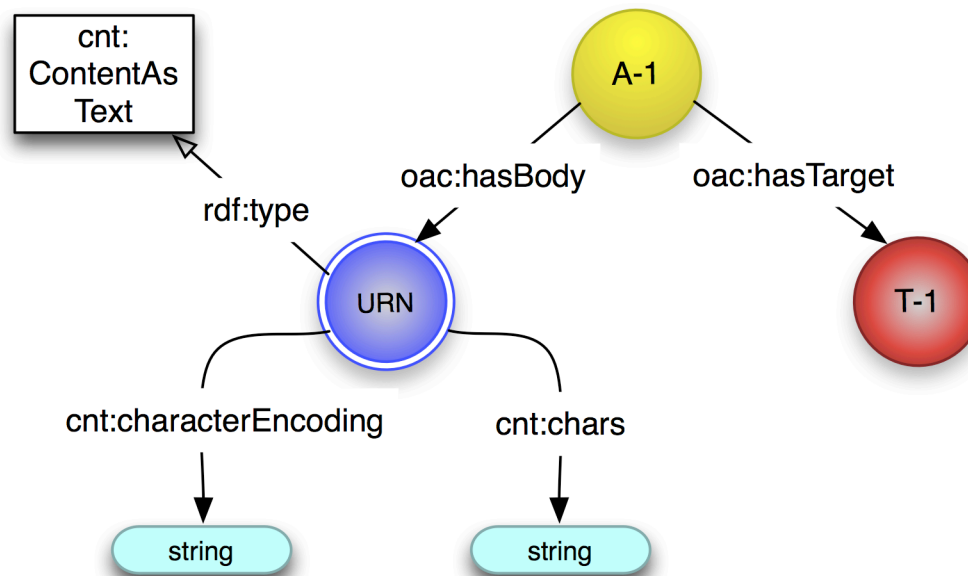 cnt:
ContentAs
Text
A-1
oac:hasBody
oac:hasTarget
rdf:type
URN
T-1
cnt:characterEncoding
cnt:chars
string
string